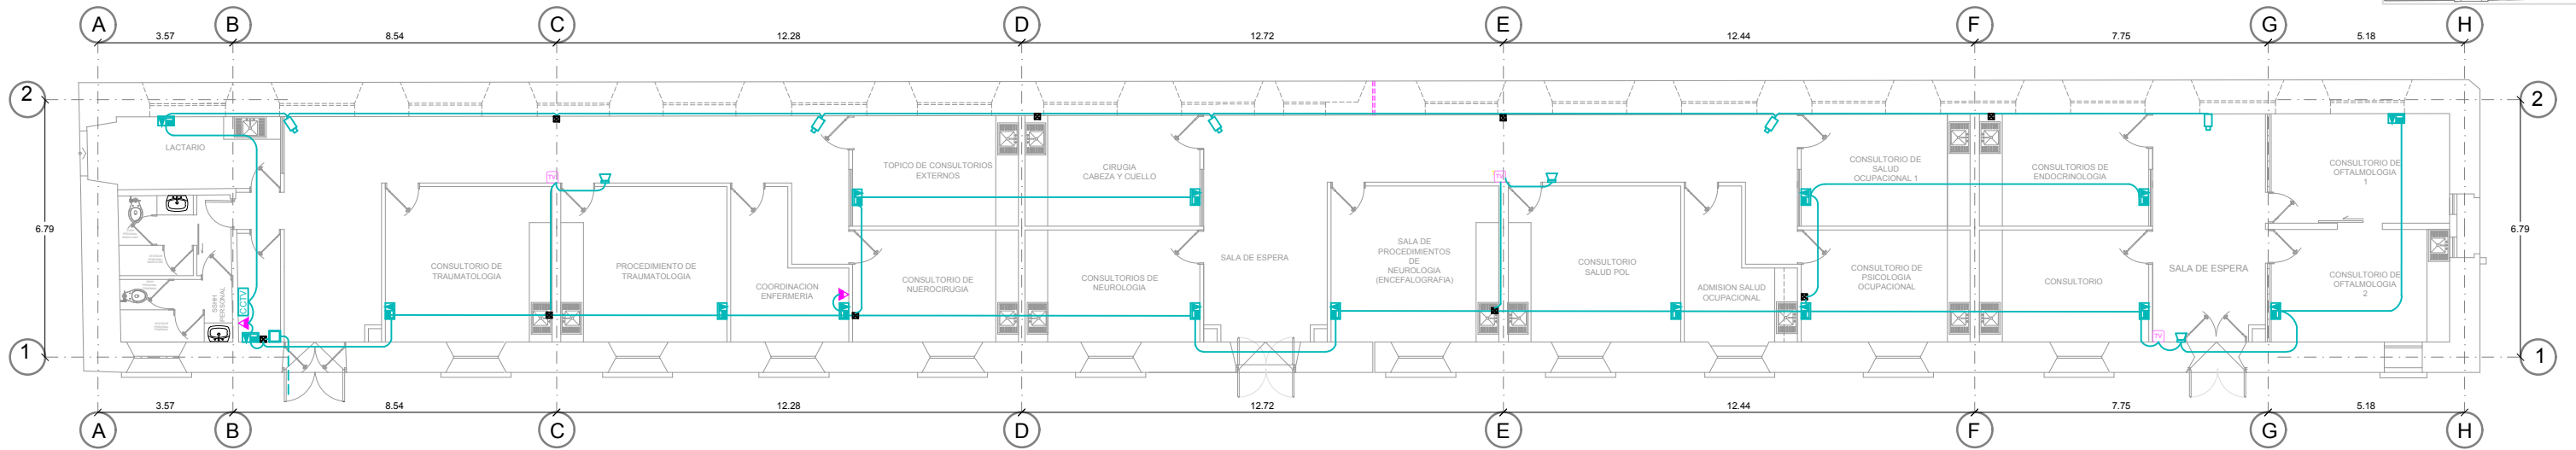 A B C D E F G H
3.57 8.54 12.28 12.72 12.44 7.75 5.18
2 2
LACTARIO
TOPICO DE CONSULTORIOS
EXTERNOS
CIRUGIA
CABEZA Y CUELLO
CONSULTORIO DE
SALUD
OCUPACIONAL 1
CONSULTORIOS DE
ENDOCRINOLOGIA
CONSULTORIO DE
OFTALMOLOGIA
1
TV
TV
6.79
6.79
CONSULTORIO DE
TRAUMATOLOGIA
PROCEDIMIENTO DE
TRAUMATOLOGIA
COORDINACION
ENFERMERIA
CONSULTORIO DE
NUEROCIRUGIA
CONSULTORIOS DE
NEUROLOGIA
SALA DE ESPERA
SALA DE
PROCEDIMIENTOS
DE
NEUROLOGIA
(ENCEFALOGRAFIA)
CONSULTORIO
SALUD POL
ADMISION SALUD
OCUPACIONAL
CONSULTORIO DE
PSICOLOGIA
OCUPACIONAL
CONSULTORIO
SALA DE ESPERA
CONSULTORIO DE
OFTALMOLOGIA
2
SSHH
PERSONAL
CCTV
TV
1 1
3.57 8.54 12.28 12.72 12.44 7.75 5.18
A B C D E F G H